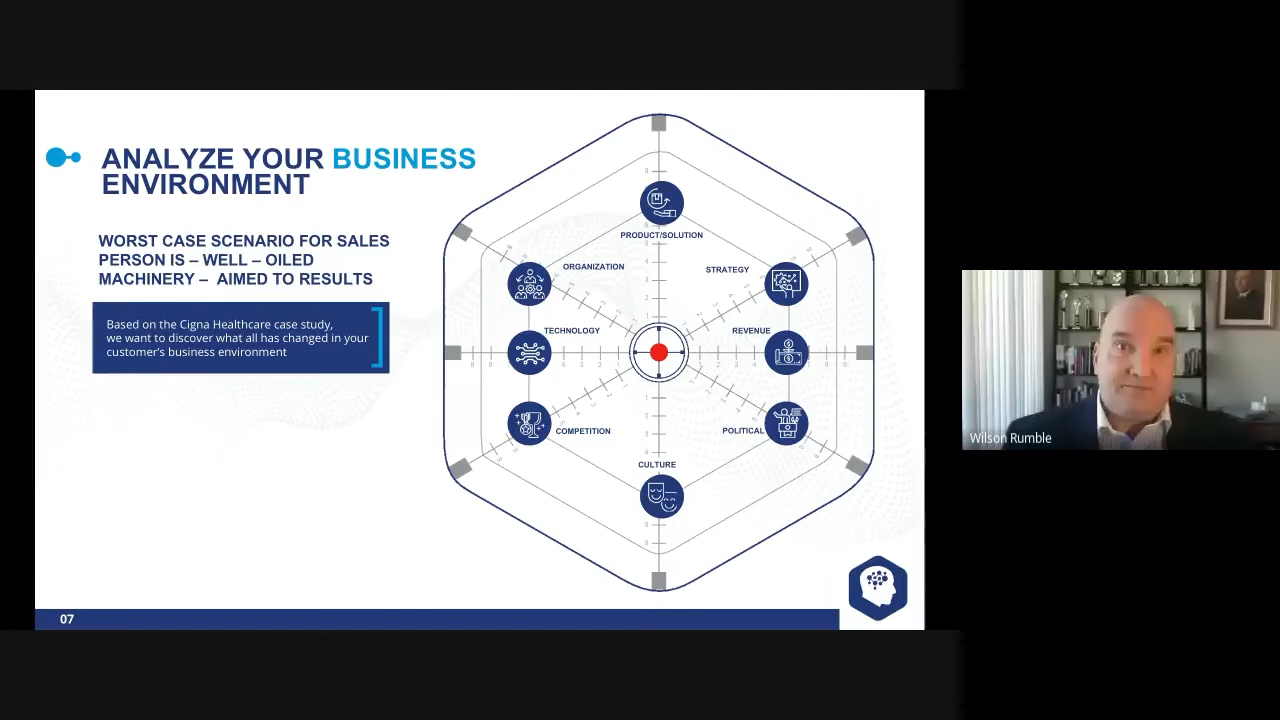 ANALYZE YOUR BUSINESS
ENVIRONMENT
WORST CASE SCENARIO FOR SALES
PERSON IS – WELL – OILED
MACHINERY – AIMED TO RESULTS
Based on the Cigna Healthcare case study,
we want to discover what all has changed in your
customer's business environment
PRODUCT/SOLUTION
ORGANIZATION
STRATEGY
TECHNOLOGY
REVENUE
COMPETITION
POLITICAL
CULTURE
07
Wilson Rumble